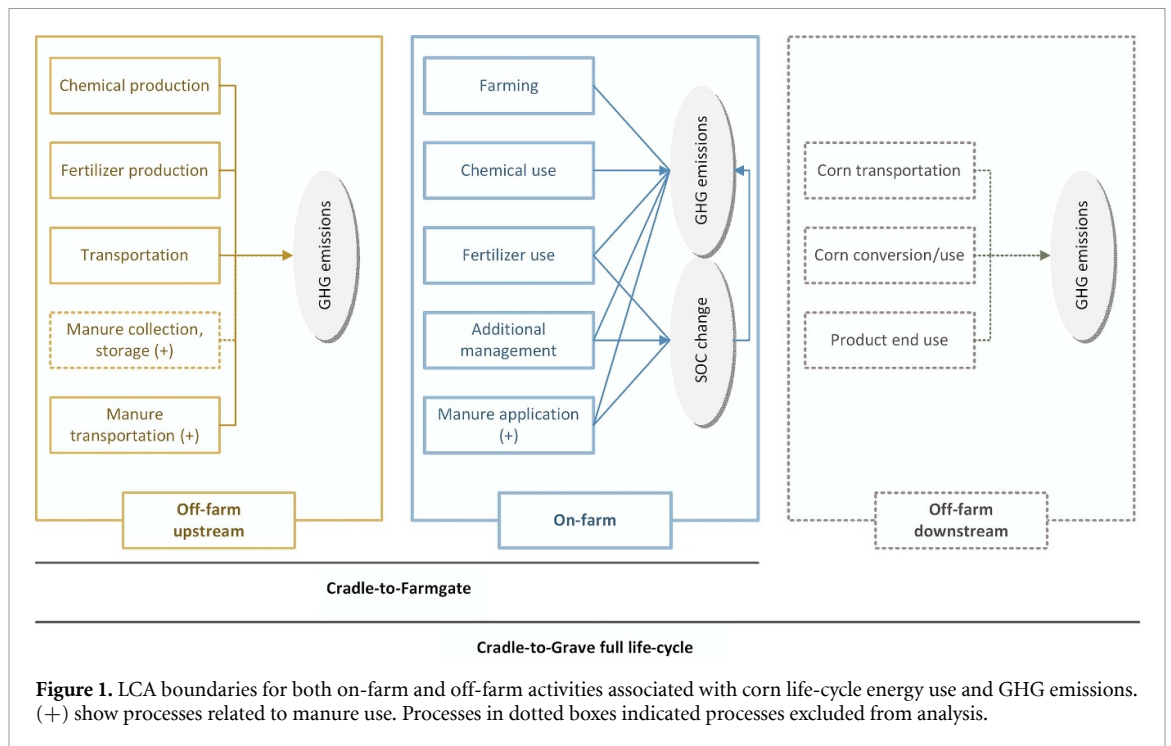 Chemical production
Fertilizer production
Transportation
Manure collection,
storage (+)
Manure
transportation (+)
GHG emissions
Off-farm
upstream
Farming
Chemical use
Fertilizer use
Additional
management
Manure application
(+)
GHG emissions
SOC change
On-farm
Corn transportation
Corn conversion/use
Product end use
GHG emissions
Off-farm
downstream
Cradle-to-Farmgate
Cradle-to-Grave full life-cycle
Figure 1. LCA boundaries for both on-farm and off-farm activities associated with corn life-cycle energy use and GHG emissions.
(+) show processes related to manure use. Processes in dotted boxes indicated processes excluded from analysis.